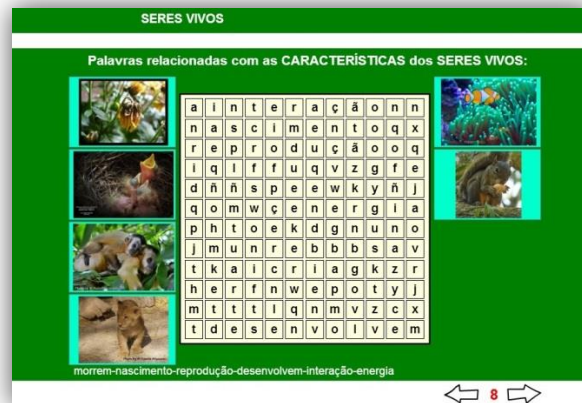 SERES VIVOS
Palavras relacionadas com as CARACTERÍSTICAS dos SERES VIVOS:
a i n t e r a ç ã o n n
n a s c i m e n t o q x
r e p r o d u ç ã o o q
i q l f f u q v z g f e
d ñ ñ s p e e w k y ñ j
q o m w ç e n e r g i a
p h t o e k d g n u n o
j m u n r e b b b s a v
t k a i c r i a g k z r
h e r f n w e p o t y j
m t t t l q n m v z c x
t d e s e n v o l v e m
morrem-nascimento-reprodução-desenvolvem-interação-energia
8